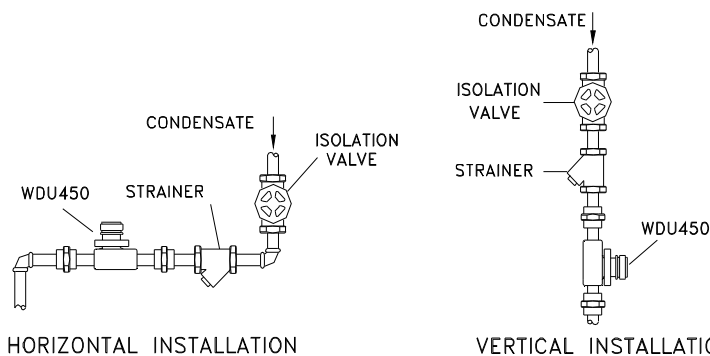 CONDENSATE
ISOLATION
VALVE
STRAINER
WDU450
HORIZONTAL INSTALLATION
CONDENSATE
ISOLATION
VALVE
STRAINER
WDU450
VERTICAL INSTALLATIO